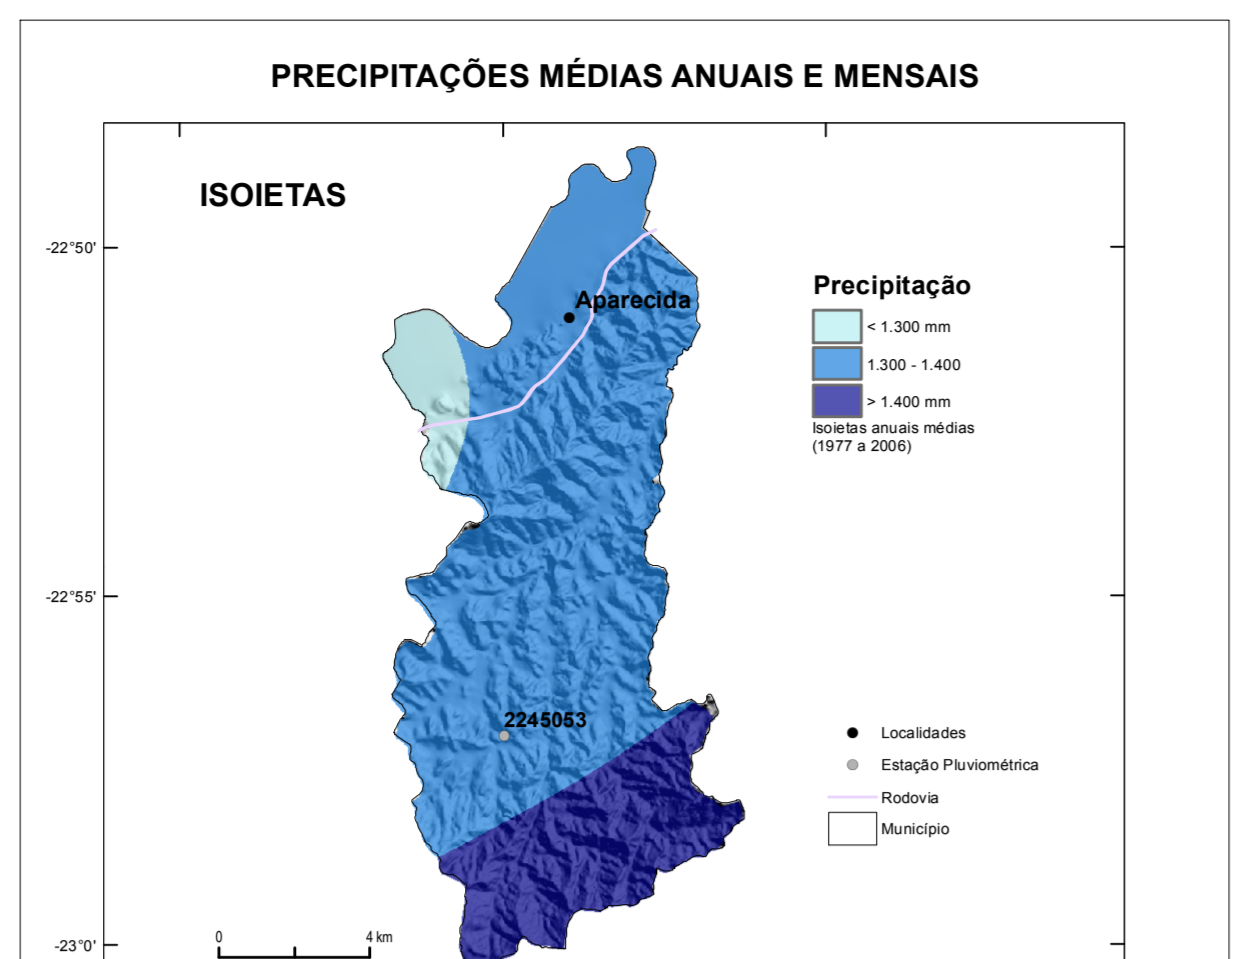 PRECIPITAÇÕES MÉDIAS ANUAIS E MENSAIS
ISOIETAS
-22°50'
Precipitação
Aparecida
< 1.300 mm
1.300 - 1.400
> 1.400 mm
Isoietas anuais médias
(1977 a 2006)
-22°55'
2245053
Localidades
Estação Pluviométrica
Rodovia
Município
0
4 km
-23°0'